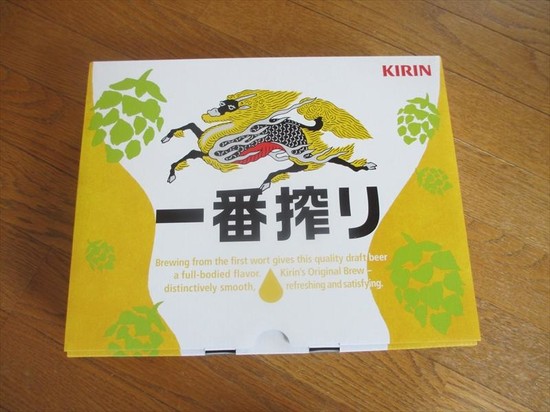 KIRIN
一番搾り
Brewing from the first wort gives this quality draft beer
a full-bodied flavor. Kirin's Original Brew –
distinctively smooth, refreshing and satisfying.